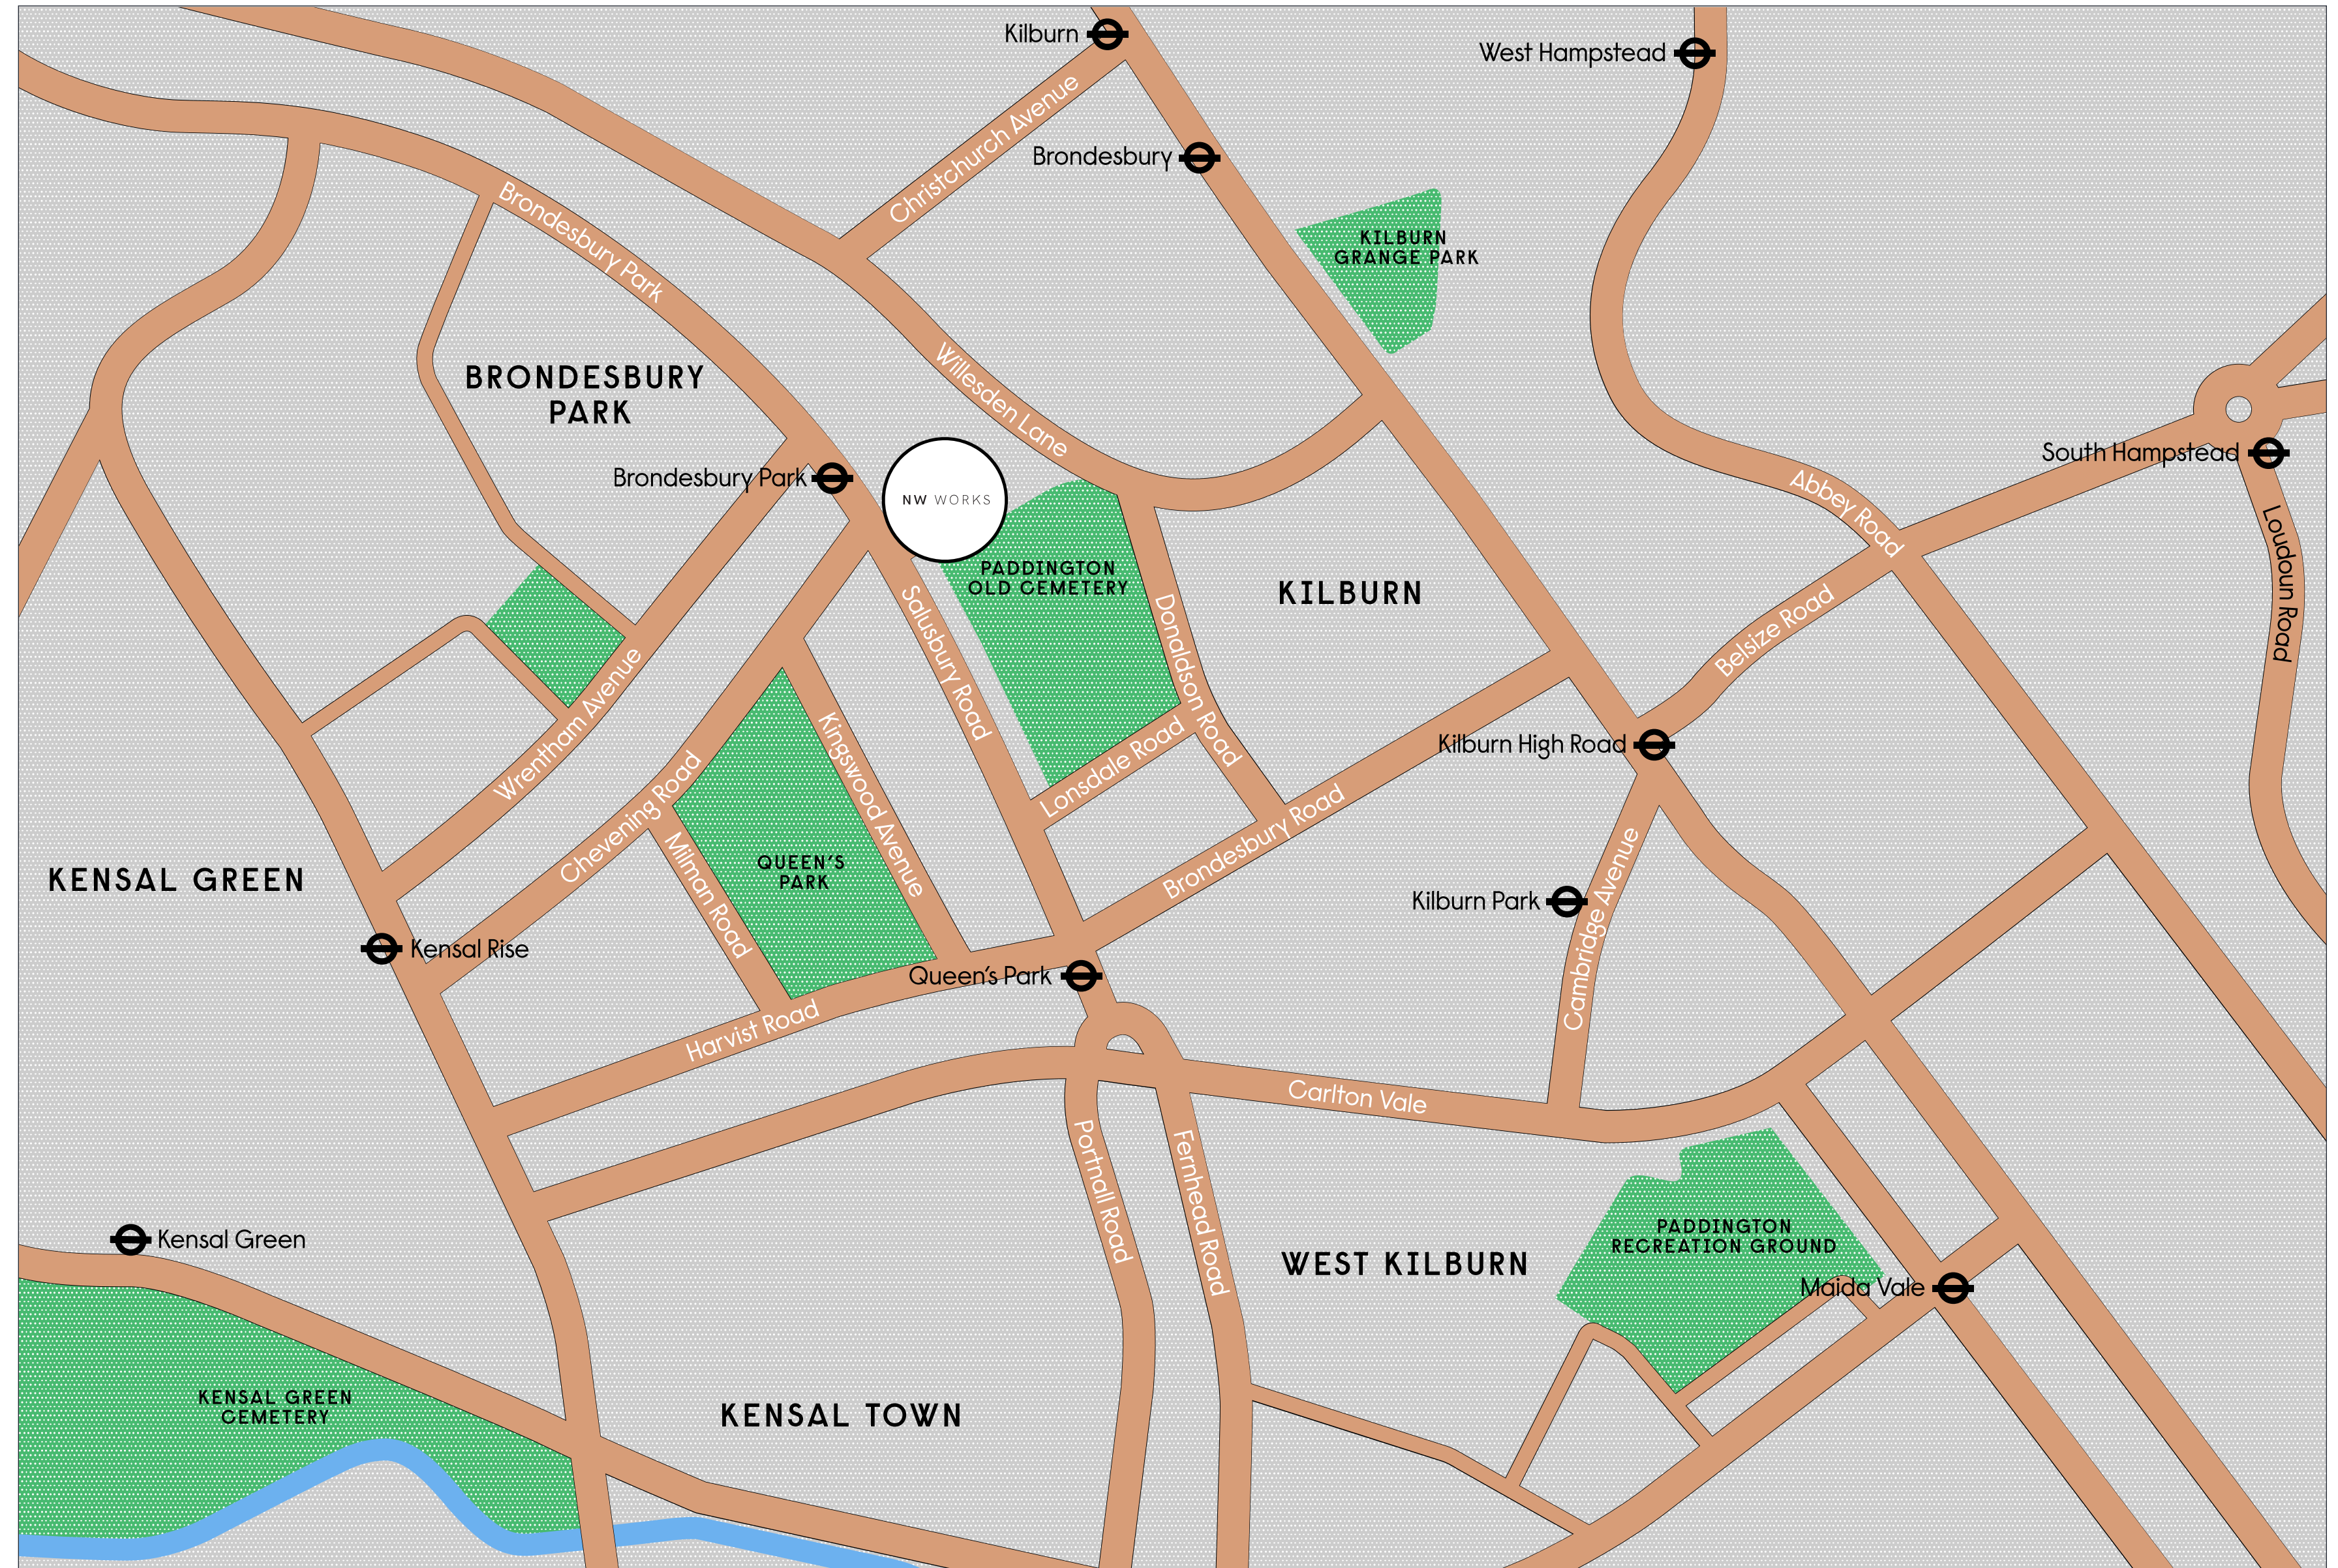 Kilburn
West Hampstead
Christchurch Avenue
Brondesbury
Brondesbury Park
KILBURN
GRANGE PARK
BRONDESBURY
PARK
Willesden Lane
Brondesbury Park
NW WORKS
South Hampstead
Abbey Road
Loudoun Road
PADDINGTON
OLD CEMETERY
KILBURN
Salusbury Road
Donaldson Road
Belsize Road
Wrentham Avenue
Kingswood Avenue
Lonsdale Road
Kilburn High Road
Chevening Road
Milman Road
QUEEN'S
PARK
Brondesbury Road
KENSAL GREEN
Kilburn Park
Cambridge Avenue
Kensal Rise
Queen's Park
Harvist Road
Carlton Vale
Portnall Road
Fernhead Road
Kensal Green
PADDINGTON
RECREATION GROUND
WEST KILBURN
Maida Vale
KENSAL GREEN
CEMETERY
KENSAL TOWN